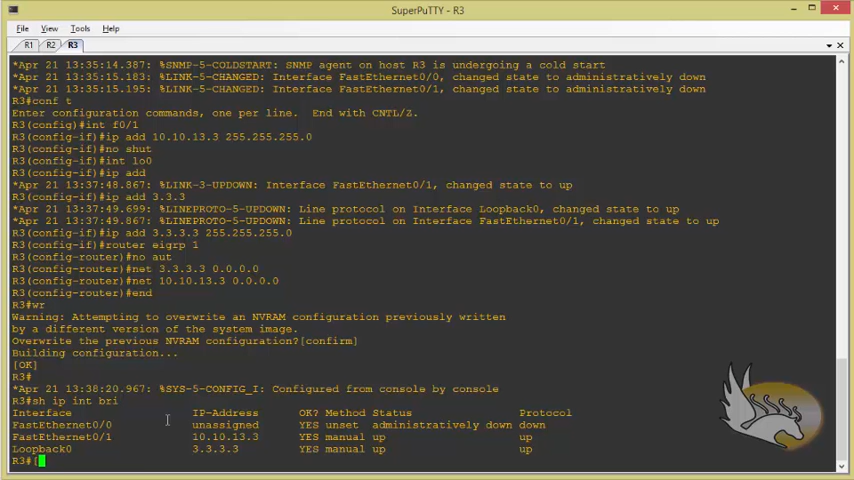 SuperPuTTY - R3
File View Tools Help
R1 R2 R3
*Apr 21 13:35:14.387: %SNMP-5-COLDSTART: SNMP agent on host R3 is undergoing a cold start
*Apr 21 13:35:15.183: %LINK-5-CHANGED: Interface FastEthernet0/0, changed state to administratively down
*Apr 21 13:35:15.195: %LINK-5-CHANGED: Interface FastEthernet0/1, changed state to administratively down
R3#conf t
Enter configuration commands, one per line.  End with CNTL/Z.
R3(config)#int f0/1
R3(config-if)#ip add 10.10.13.3 255.255.255.0
R3(config-if)#no shut
R3(config-if)#int lo0
R3(config-if)#ip add
*Apr 21 13:37:48.867: %LINK-3-UPDOWN: Interface FastEthernet0/1, changed state to up
R3(config-if)#ip add 3.3.3
*Apr 21 13:37:49.699: %LINEPROTO-5-UPDOWN: Line protocol on Interface Loopback0, changed state to up
*Apr 21 13:37:49.867: %LINEPROTO-5-UPDOWN: Line protocol on Interface FastEthernet0/1, changed state to up
R3(config-if)#ip add 3.3.3.3 255.255.255.0
R3(config-if)#router eigrp 1
R3(config-router)#no aut
R3(config-router)#net 3.3.3.3 0.0.0.0
R3(config-router)#net 10.10.13.3 0.0.0.0
R3(config-router)#end
R3#wr
Warning: Attempting to overwrite an NVRAM configuration previously written
by a different version of the system image.
Overwrite the previous NVRAM configuration?[confirm]
Building configuration...
[OK]
R3#
*Apr 21 13:38:20.967: %SYS-5-CONFIG_I: Configured from console by console
R3#sh ip int bri
Interface IP-Address OK? Method Status Protocol
FastEthernet0/0 unassigned YES unset administratively down down
FastEthernet0/1 10.10.13.3 YES manual up up
Loopback0 3.3.3.3 YES manual up up
R3#[